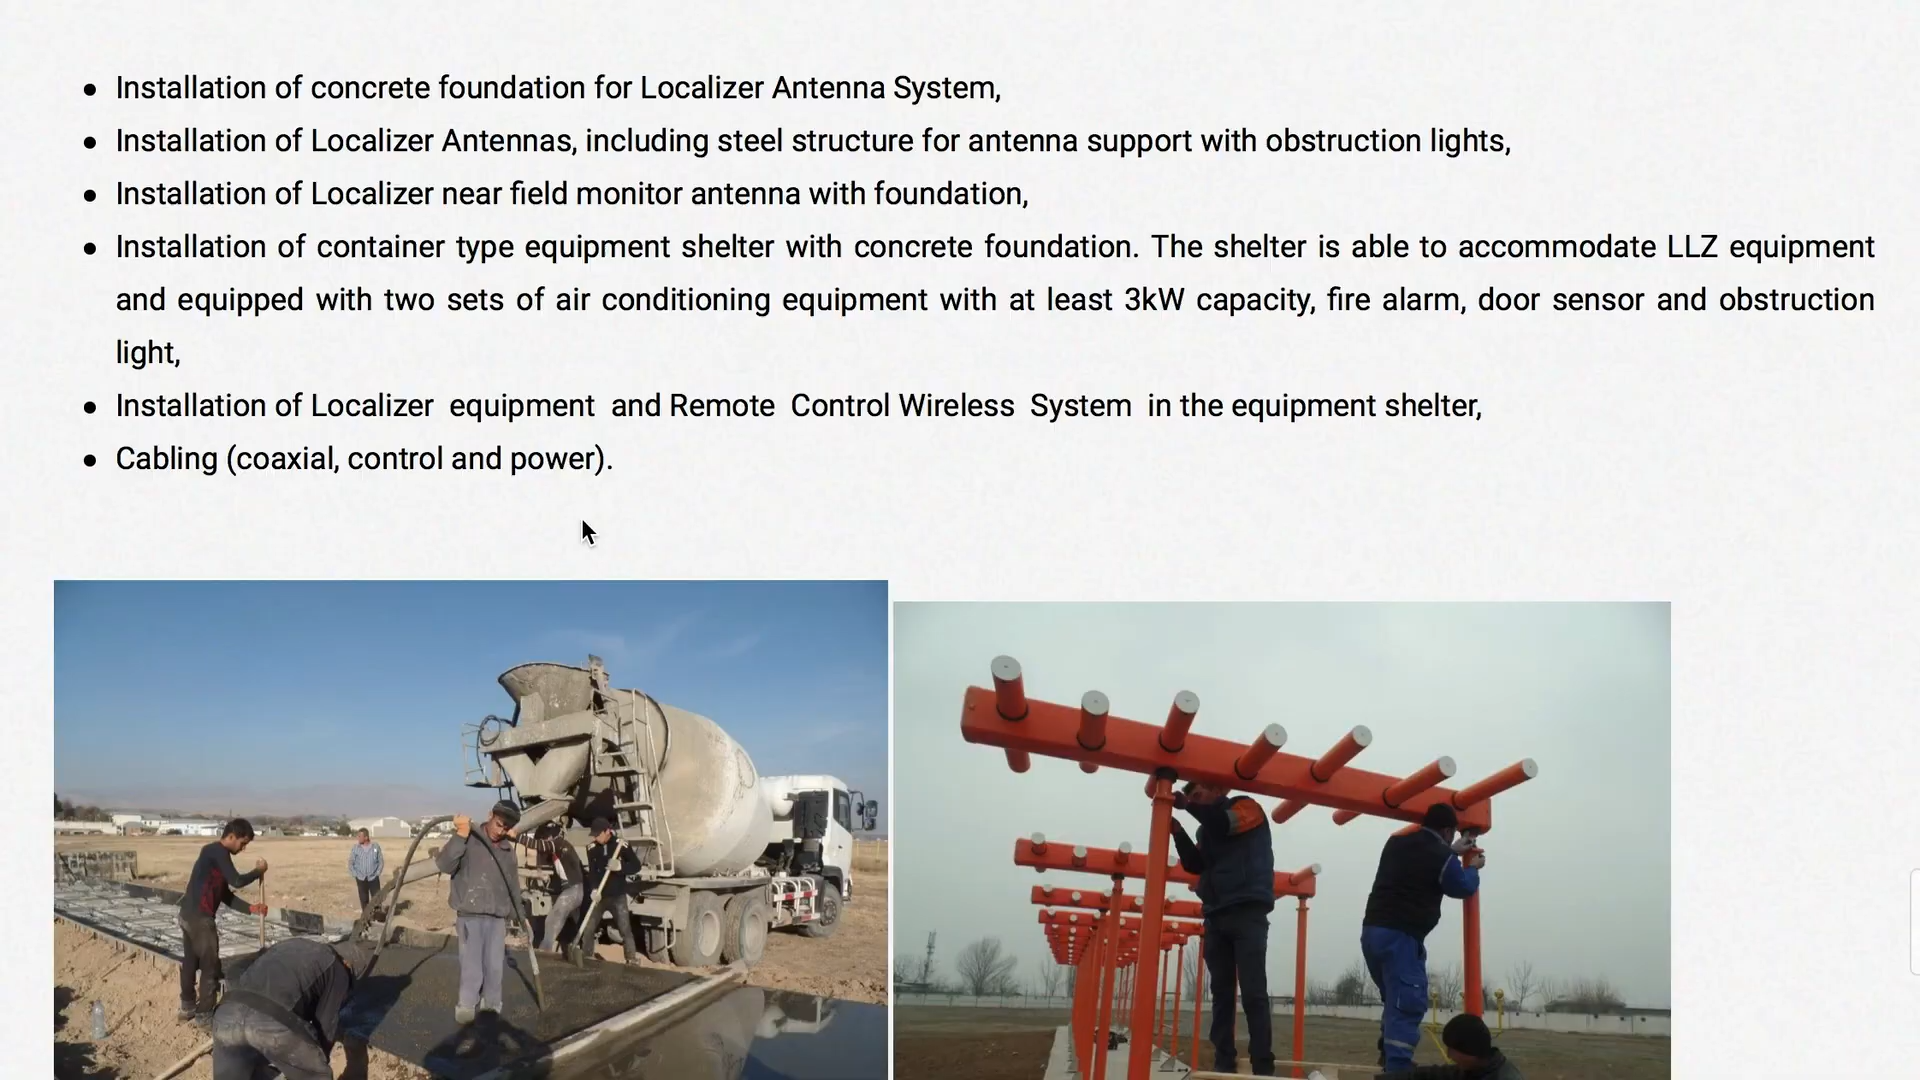 Installation of concrete foundation for Localizer Antenna System,
Installation of Localizer Antennas, including steel structure for antenna support with obstruction lights,
Installation of Localizer near field monitor antenna with foundation,
Installation of container type equipment shelter with concrete foundation. The shelter is able to accommodate LLZ equipment
and equipped with two sets of air conditioning equipment with at least 3kW capacity, fire alarm, door sensor and obstruction
light,
Installation of Localizer equipment and Remote Control Wireless System in the equipment shelter,
Cabling (coaxial, control and power).